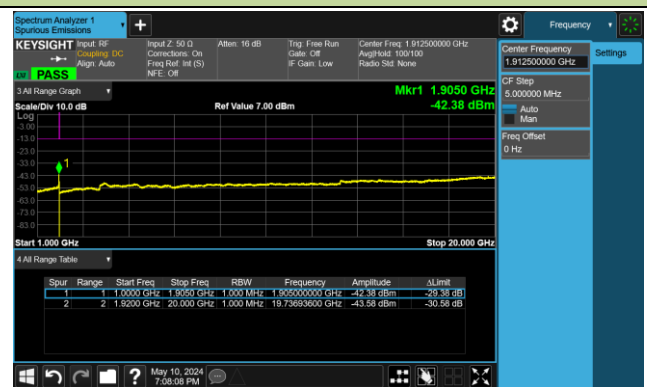 Spectrum Analyzer 1
Spurious Emissions
Frequency
KEYSIGHT
Input: RF
Coupling: DC
Align: Auto
Input Z: 50 Ω
Corrections: On
Freq Ref: Int (S)
NFE: Off
Atten: 16 dB
Trig: Free Run
Gate: Off
IF Gain: Low
Center Freq: 1.912500000 GHz
Avg|Hold: 100/100
Radio Std: None
PASS
3 All Range Graph
Mkr1 1.9050 GHz
Scale/Div 10.0 dB
Ref Value 7.00 dBm
-42.38 dBm
Log
-3.00
-13.0
-23.0
-33.0
-43.0
-53.0
-63.0
-73.0
-83.0
1
Start 1.000 GHz
Stop 20.000 GHz
4 All Range Table
Spur Range Start Freq Stop Freq RBW Frequency Amplitude ΔLimit
1 1 1.0000 GHz 1.9050 GHz 1.000 MHz 1.905000000 GHz -42.38 dBm -29.38 dB
2 2 1.9200 GHz 20.000 GHz 1.000 MHz 19.73693600 GHz -43.58 dBm -30.58 dB
Center Frequency
1.912500000 GHz
Settings
CF Step
5.000000 MHz
Auto
Man
Freq Offset
0 Hz
?
May 10, 2024
7:08:08 PM